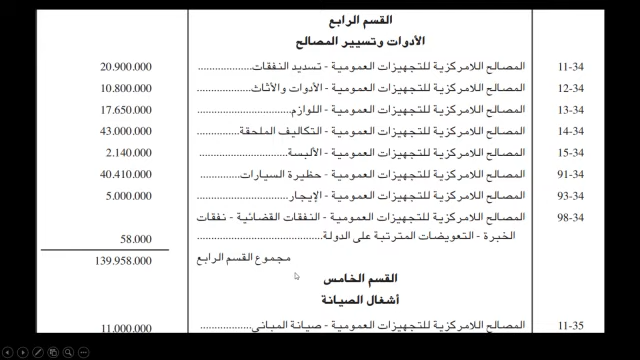 القسم الرابع
الأدوات وتسيير المصالح
11-34 المصالح اللامركزية للتجهيزات العمومية - تسديد النفقات.................. 20.900.000
12-34 المصالح اللامركزية للتجهيزات العمومية - الأدوات والأثاث.................... 10.800.000
13-34 المصالح اللامركزية للتجهيزات العمومية - اللوازم............................... 17.650.000
14-34 المصالح اللامركزية للتجهيزات العمومية - التكاليف الملحقة.................. 43.000.000
15-34 المصالح اللامركزية للتجهيزات العمومية - الألبسة............................... 2.140.000
91-34 المصالح اللامركزية للتجهيزات العمومية - حظيرة السيارات................. 40.410.000
93-34 المصالح اللامركزية للتجهيزات العمومية - الإيجار............................... 5.000.000
98-34 المصالح اللامركزية للتجهيزات العمومية - النفقات القضائية - نفقات
الخبرة - التعويضات المترتبة على الدولة.......................................... 58.000
مجموع القسم الرابع 139.958.000
القسم الخامس
أشغال الصيانة
11-35 المصالح اللامركزية للتجهيزات العمومية - صيانة المباني.................. 11.000.000